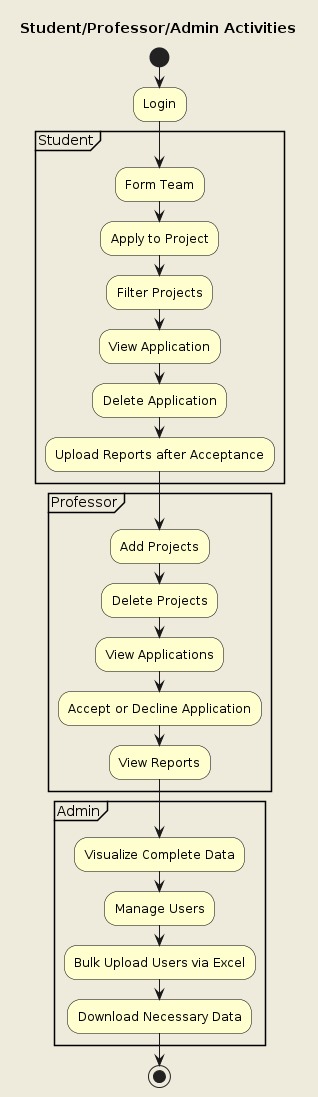 Student/Professor/Admin Activities
Login
Student
Form Team
Apply to Project
Filter Projects
View Application
Delete Application
Upload Reports after Acceptance
Professor
Add Projects
Delete Projects
View Applications
Accept or Decline Application
View Reports
Admin
Visualize Complete Data
Manage Users
Bulk Upload Users via Excel
Download Necessary Data